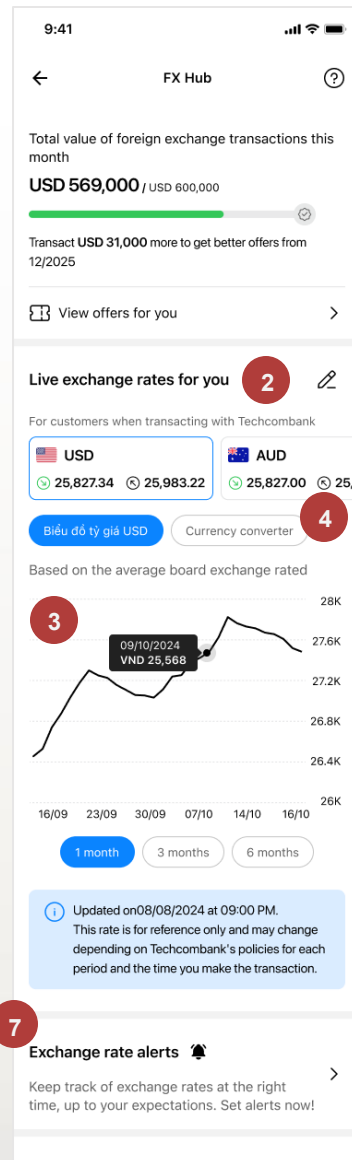 9:41
FX Hub
Total value of foreign exchange transactions this
month
USD 569,000 / USD 600,000
Transact USD 31,000 more to get better offers from
12/2025
View offers for you
Live exchange rates for you
2
For customers when transacting with Techcombank
USD
AUD
25,827.34 25,983.22
25,827.00 25,
4
Biểu đồ tỷ giá USD
Currency converter
Based on the average board exchange rated
28K
3
27.6K
09/10/2024
VND 25,568
27.2K
26.8K
26.4K
26K
16/09 23/09 30/09 07/10 14/10 16/10
1 month 3 months 6 months
Updated on08/08/2024 at 09:00 PM.
This rate is for reference only and may change
depending on Techcombank's policies for each
period and the time you make the transaction.
7
Exchange rate alerts
Keep track of exchange rates at the right
time, up to your expectations. Set alerts now!